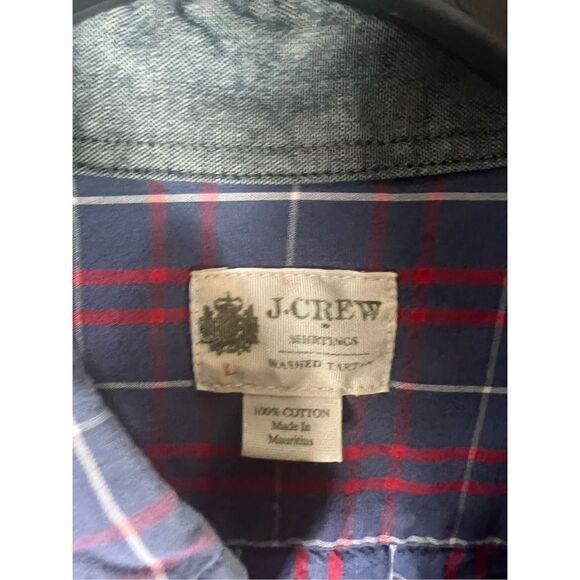 J.CREW
SHIRTINGS
L
WASHED TARTAN
100% COTTON
Made In
Mauritius